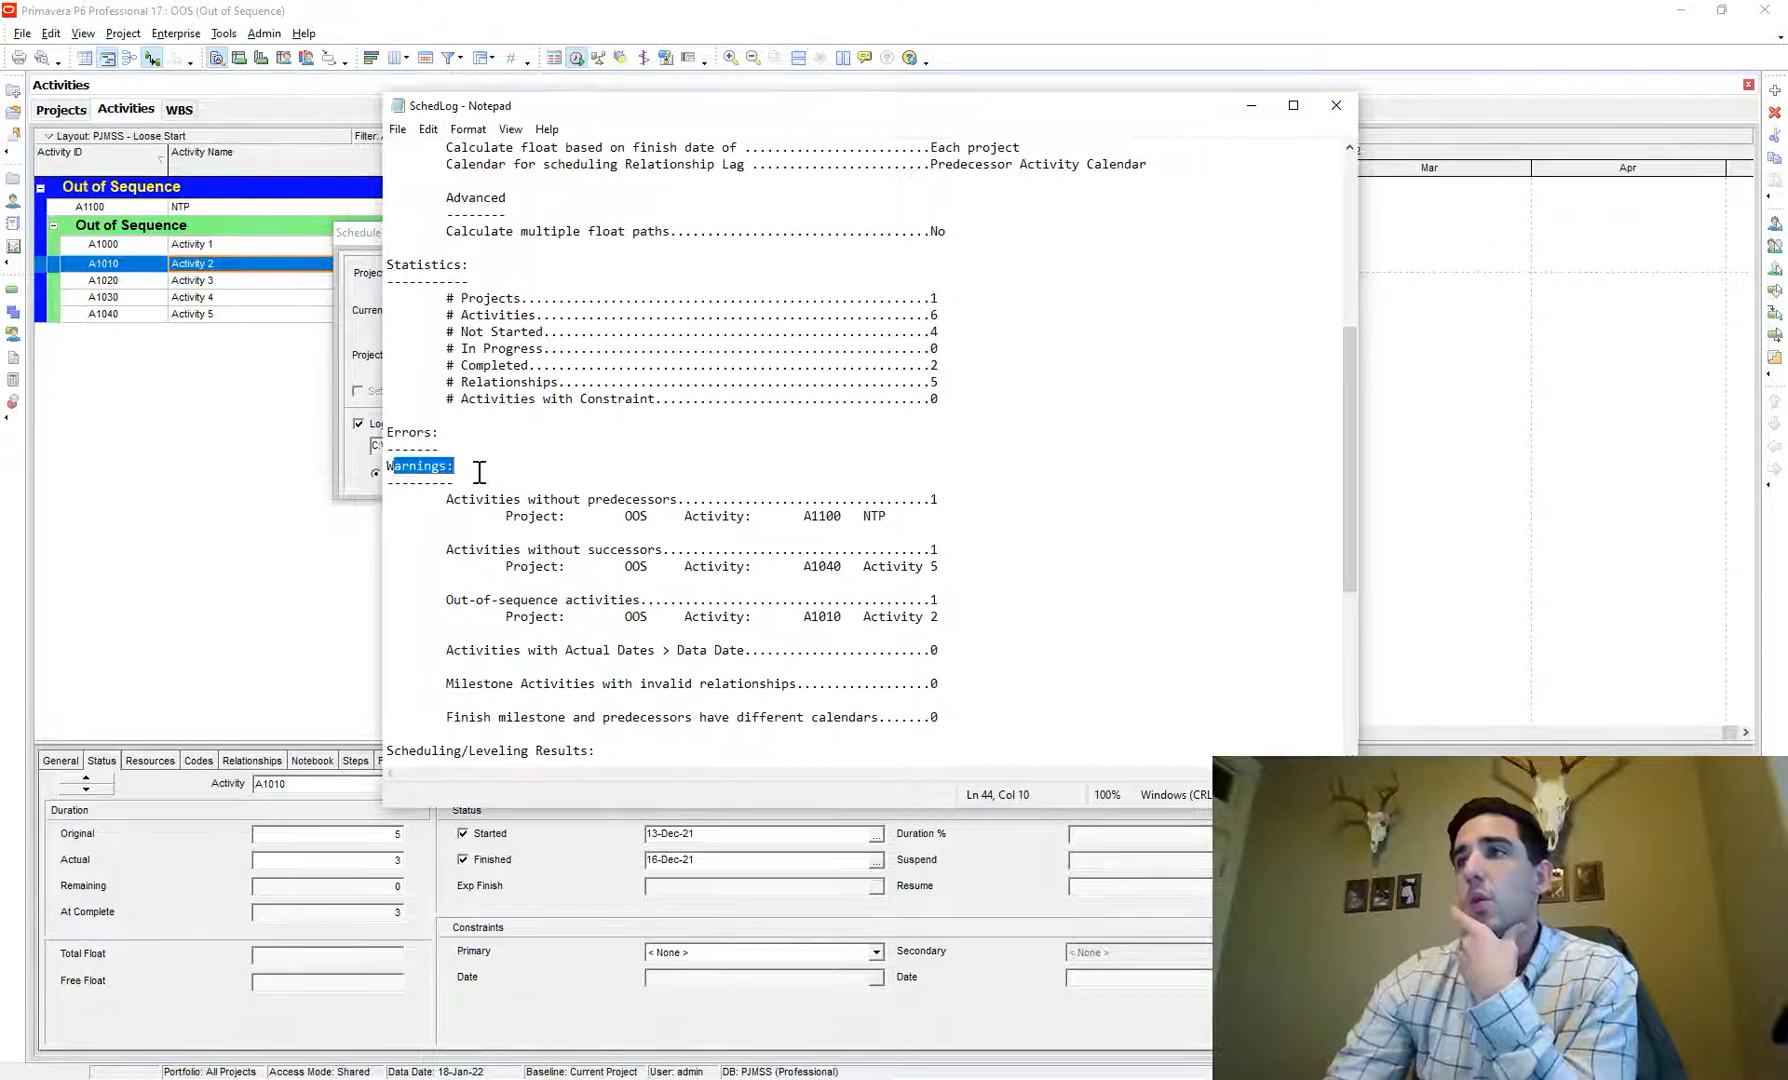 Primavera P6 Professional 17 : OOS (Out of Sequence)
File Edit View Project Enterprise Tools Admin Help
Activities
Projects Activities WBS
Layout: PJMSS - Loose Start Filter:
Activity ID Activity Name
Out of Sequence
A1100 NTP
Out of Sequence
A1000 Activity 1
A1010 Activity 2
A1020 Activity 3
A1030 Activity 4
A1040 Activity 5
Schedule
Projec
Curren
Projec
Set
Log
C:\
Mar Apr
SchedLog - Notepad
File Edit Format View Help
Calculate float based on finish date of .........................Each project
Calendar for scheduling Relationship Lag ........................Predecessor Activity Calendar
Advanced
--------
Calculate multiple float paths...................................No
Statistics:
-----------
# Projects.......................................................1
# Activities.....................................................6
# Not Started....................................................4
# In Progress....................................................0
# Completed......................................................2
# Relationships..................................................5
# Activities with Constraint.....................................0
Errors:
-------
Warnings:
---------
Activities without predecessors..................................1
Project: OOS Activity: A1100 NTP
Activities without successors....................................1
Project: OOS Activity: A1040 Activity 5
Out-of-sequence activities.......................................1
Project: OOS Activity: A1010 Activity 2
Activities with Actual Dates > Data Date.........................0
Milestone Activities with invalid relationships..................0
Finish milestone and predecessors have different calendars.......0
Scheduling/Leveling Results:
Ln 44, Col 10 100% Windows (CRL
General Status Resources Codes Relationships Notebook Steps F
Activity A1010
Duration
Original 5
Actual 3
Remaining 0
At Complete 3
Total Float
Free Float
Status
Started 13-Dec-21 Duration %
Finished 16-Dec-21 Suspend
Exp Finish Resume
Constraints
Primary < None > Secondary < None >
Date Date
Portfolio: All Projects Access Mode: Shared Data Date: 18-Jan-22 Baseline: Current Project User: admin DB: PJMSS (Professional)